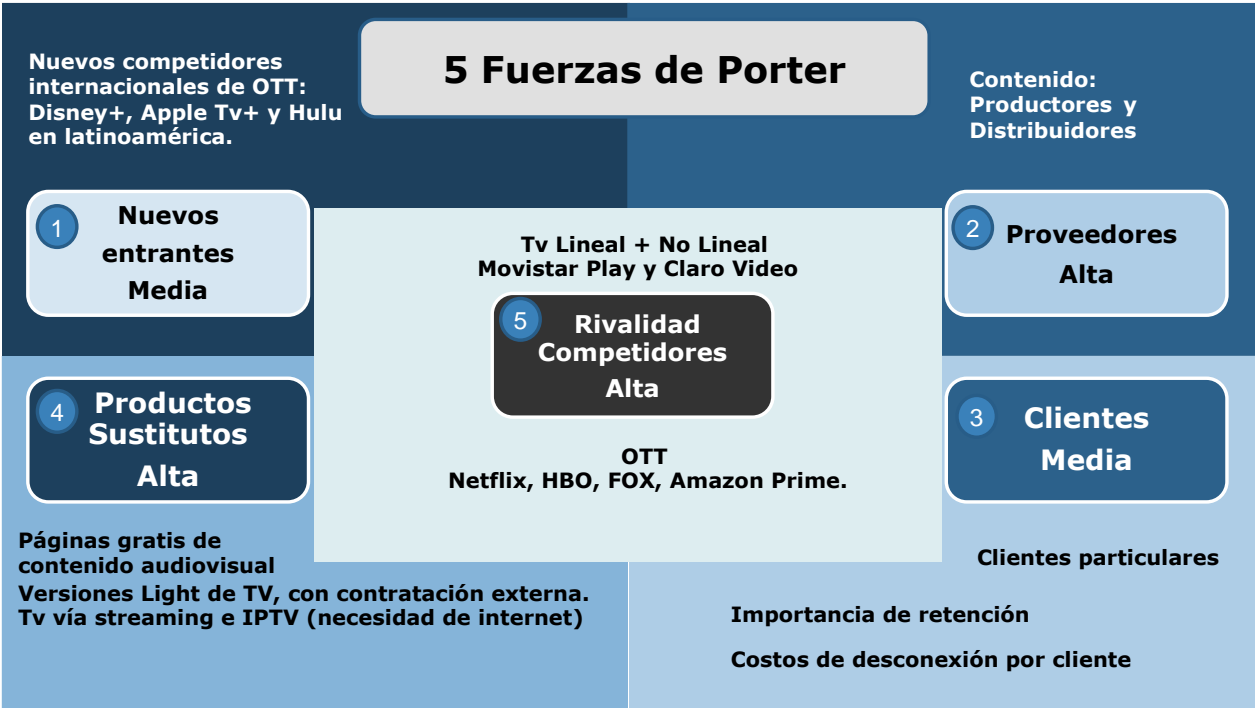 5 Fuerzas de Porter
Nuevos competidores
internacionales de OTT:
Disney+, Apple Tv+ y Hulu
en latinoamérica.
1
Nuevos
entrantes
Media
Contenido:
Productores y
Distribuidores
2
Proveedores
Alta
Tv Lineal + No Lineal
Movistar Play y Claro Video
5
Rivalidad
Competidores
Alta
OTT
Netflix, HBO, FOX, Amazon Prime.
4
Productos
Sustitutos
Alta
Páginas gratis de
contenido audiovisual
Versiones Light de TV, con contratación externa.
Tv vía streaming e IPTV (necesidad de internet)
3
Clientes
Media
Clientes particulares
Importancia de retención
Costos de desconexión por cliente